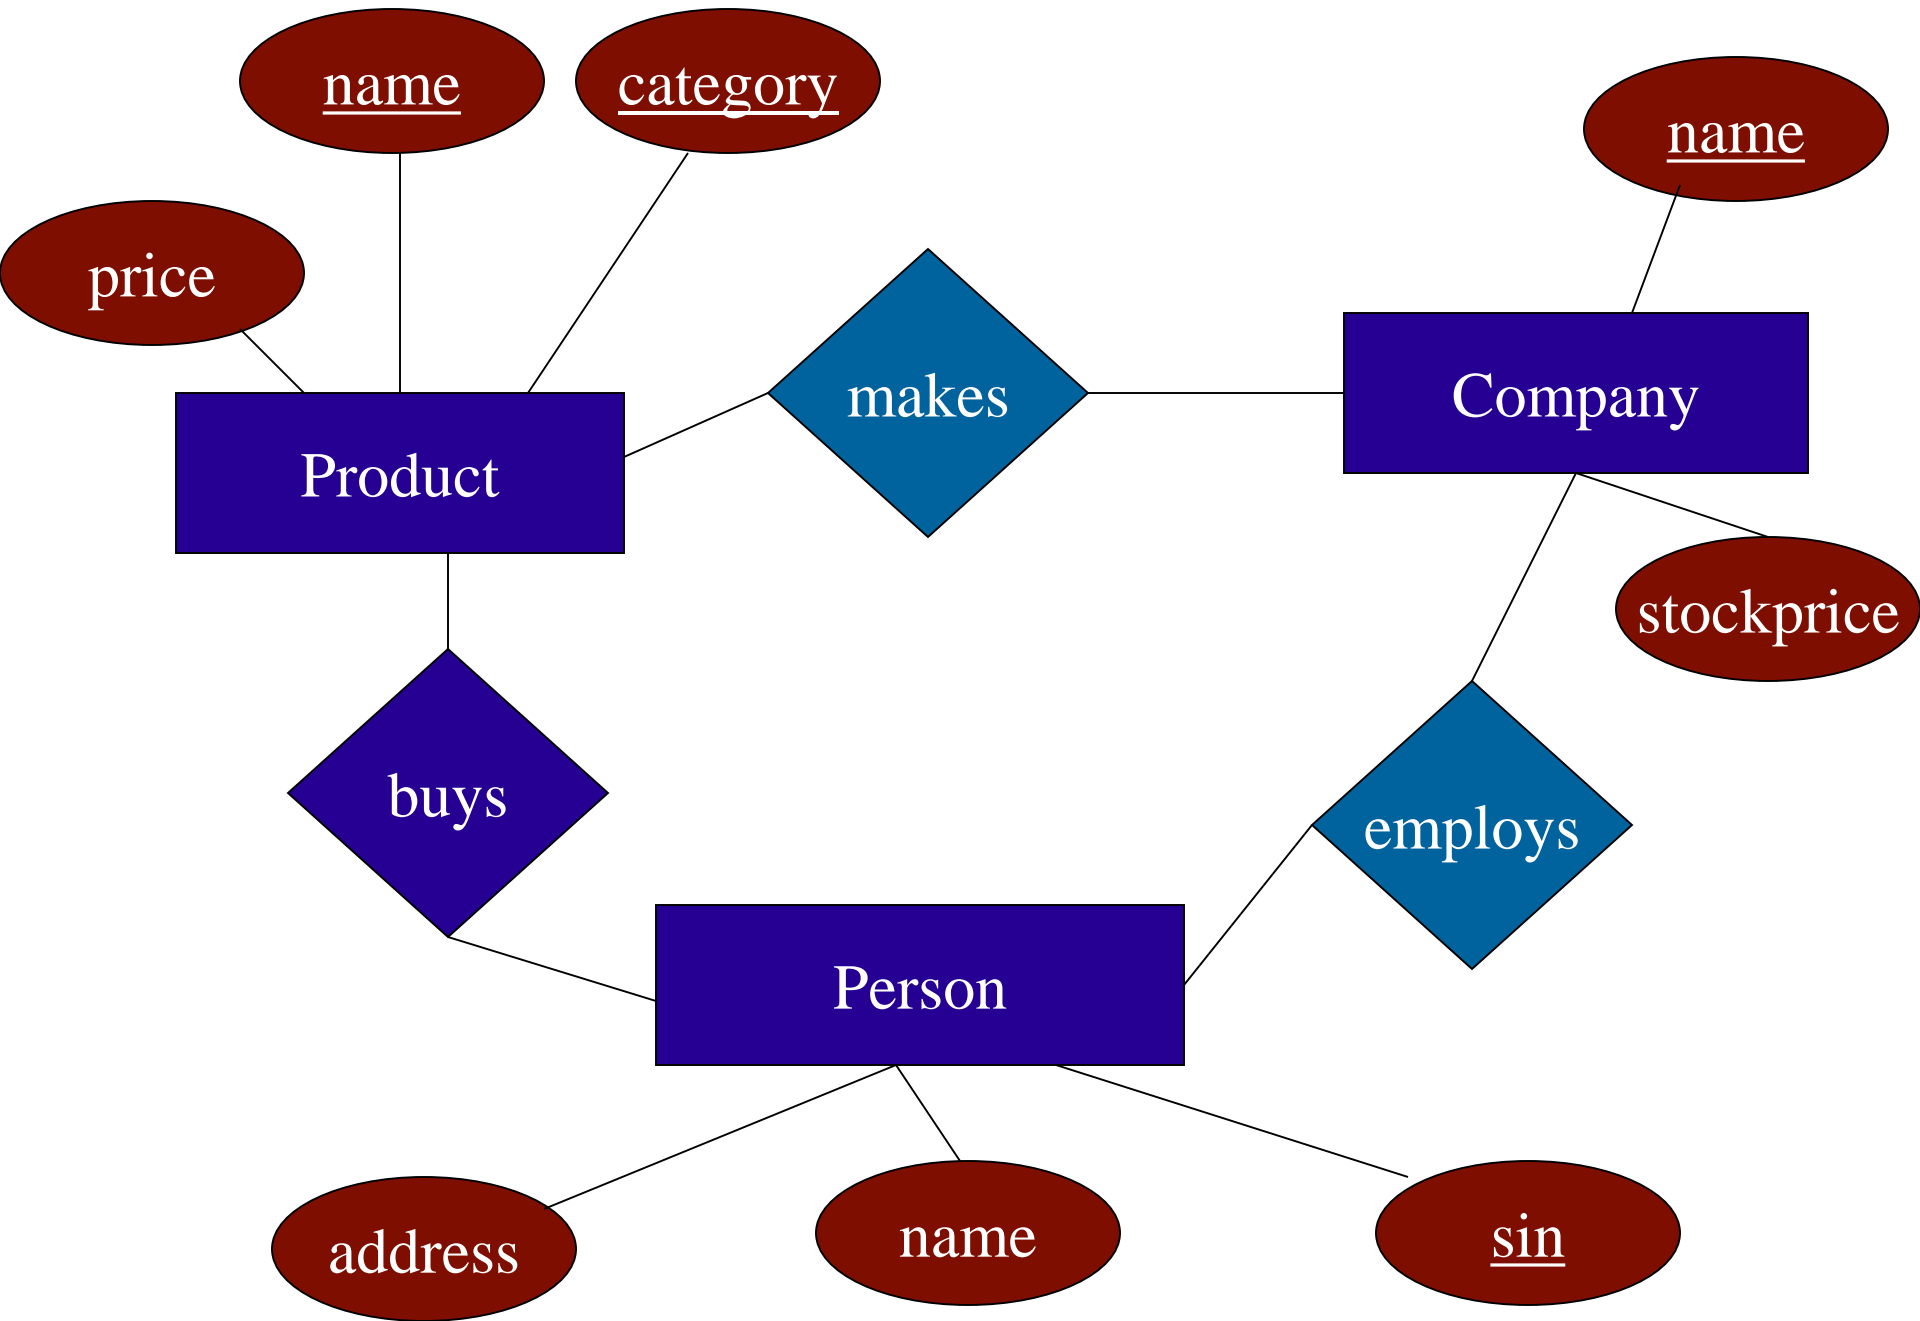 name
category
name
price
makes
Company
Product
stockprice
buys
employs
Person
address
name
sin